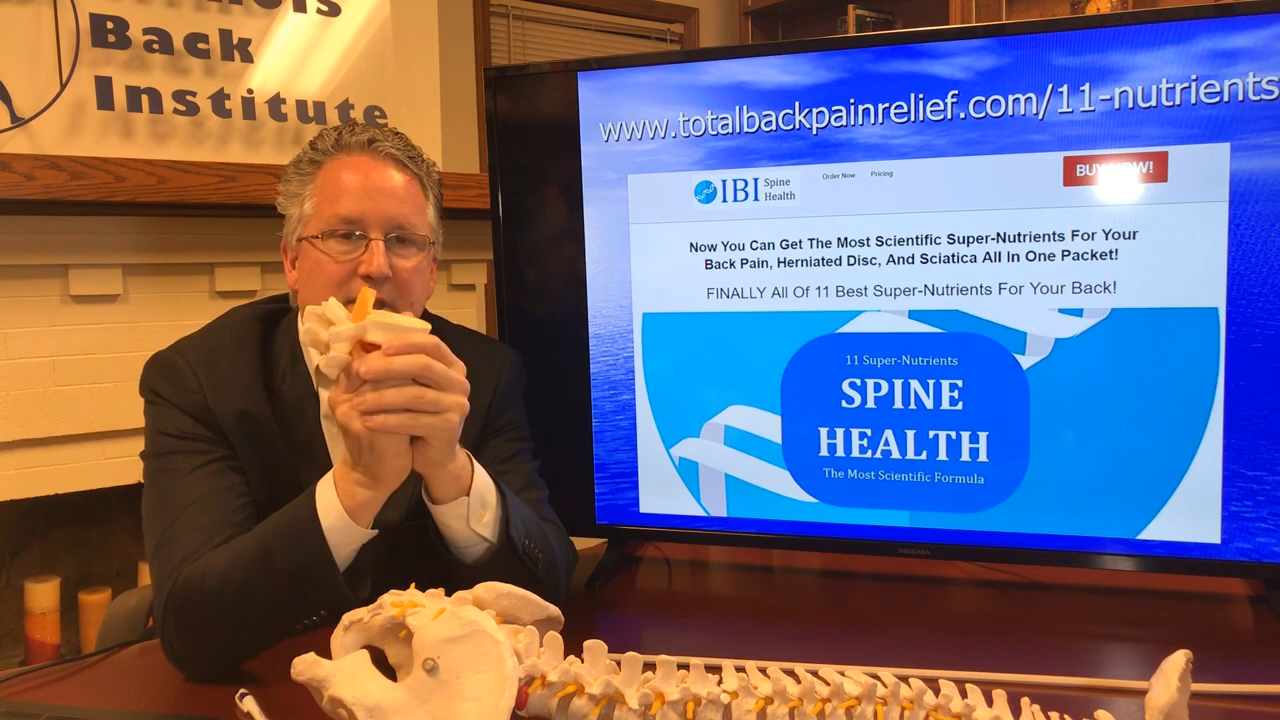 Back
Institute
www.totalbackpainrelief.com/11-nutrients
IBI Spine
Health
Order Now
Pricing
BUY NOW!
Now You Can Get The Most Scientific Super-Nutrients For Your
Back Pain, Herniated Disc, And Sciatica All In One Packet!
FINALLY All Of 11 Best Super-Nutrients For Your Back!
11 Super-Nutrients
SPINE
HEALTH
The Most Scientific Formula
INSIGNIA